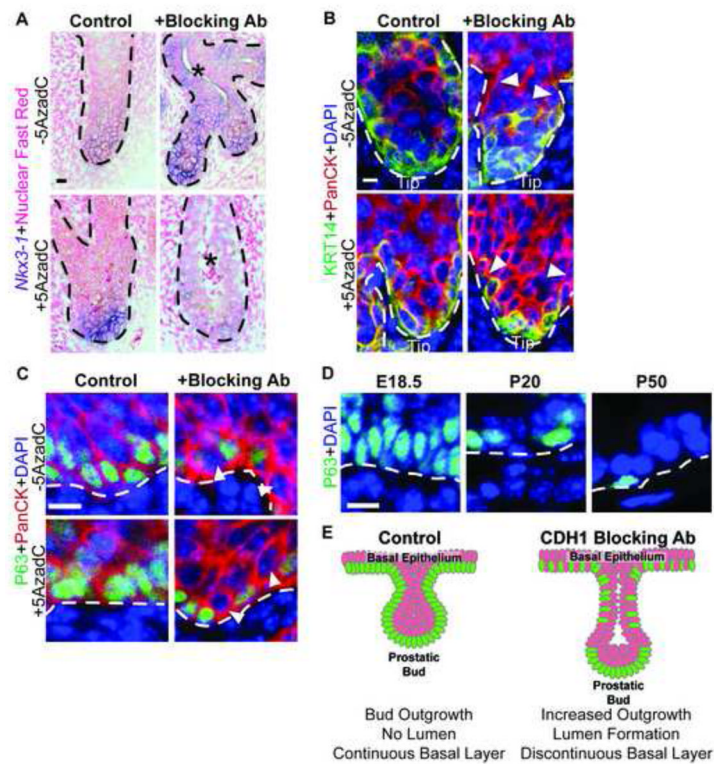 A
Control
+Blocking Ab
Nkx3-1+Nuclear Fast Red
-5AzadC
+5AzadC
*
*
B
Control
+Blocking Ab
KRT14+PanCK+DAPI
-5AzadC
+5AzadC
Tip
Tip
Tip
Tip
C
Control
+Blocking Ab
P63+PanCK+DAPI
-5AzadC
+5AzadC
D
E18.5
P20
P50
P63+DAPI
E
Control
Basal Epithelium
Prostatic
Bud
Bud Outgrowth
No Lumen
Continuous Basal Layer
CDH1 Blocking Ab
Basal Epithelium
Prostatic
Bud
Increased Outgrowth
Lumen Formation
Discontinuous Basal Layer